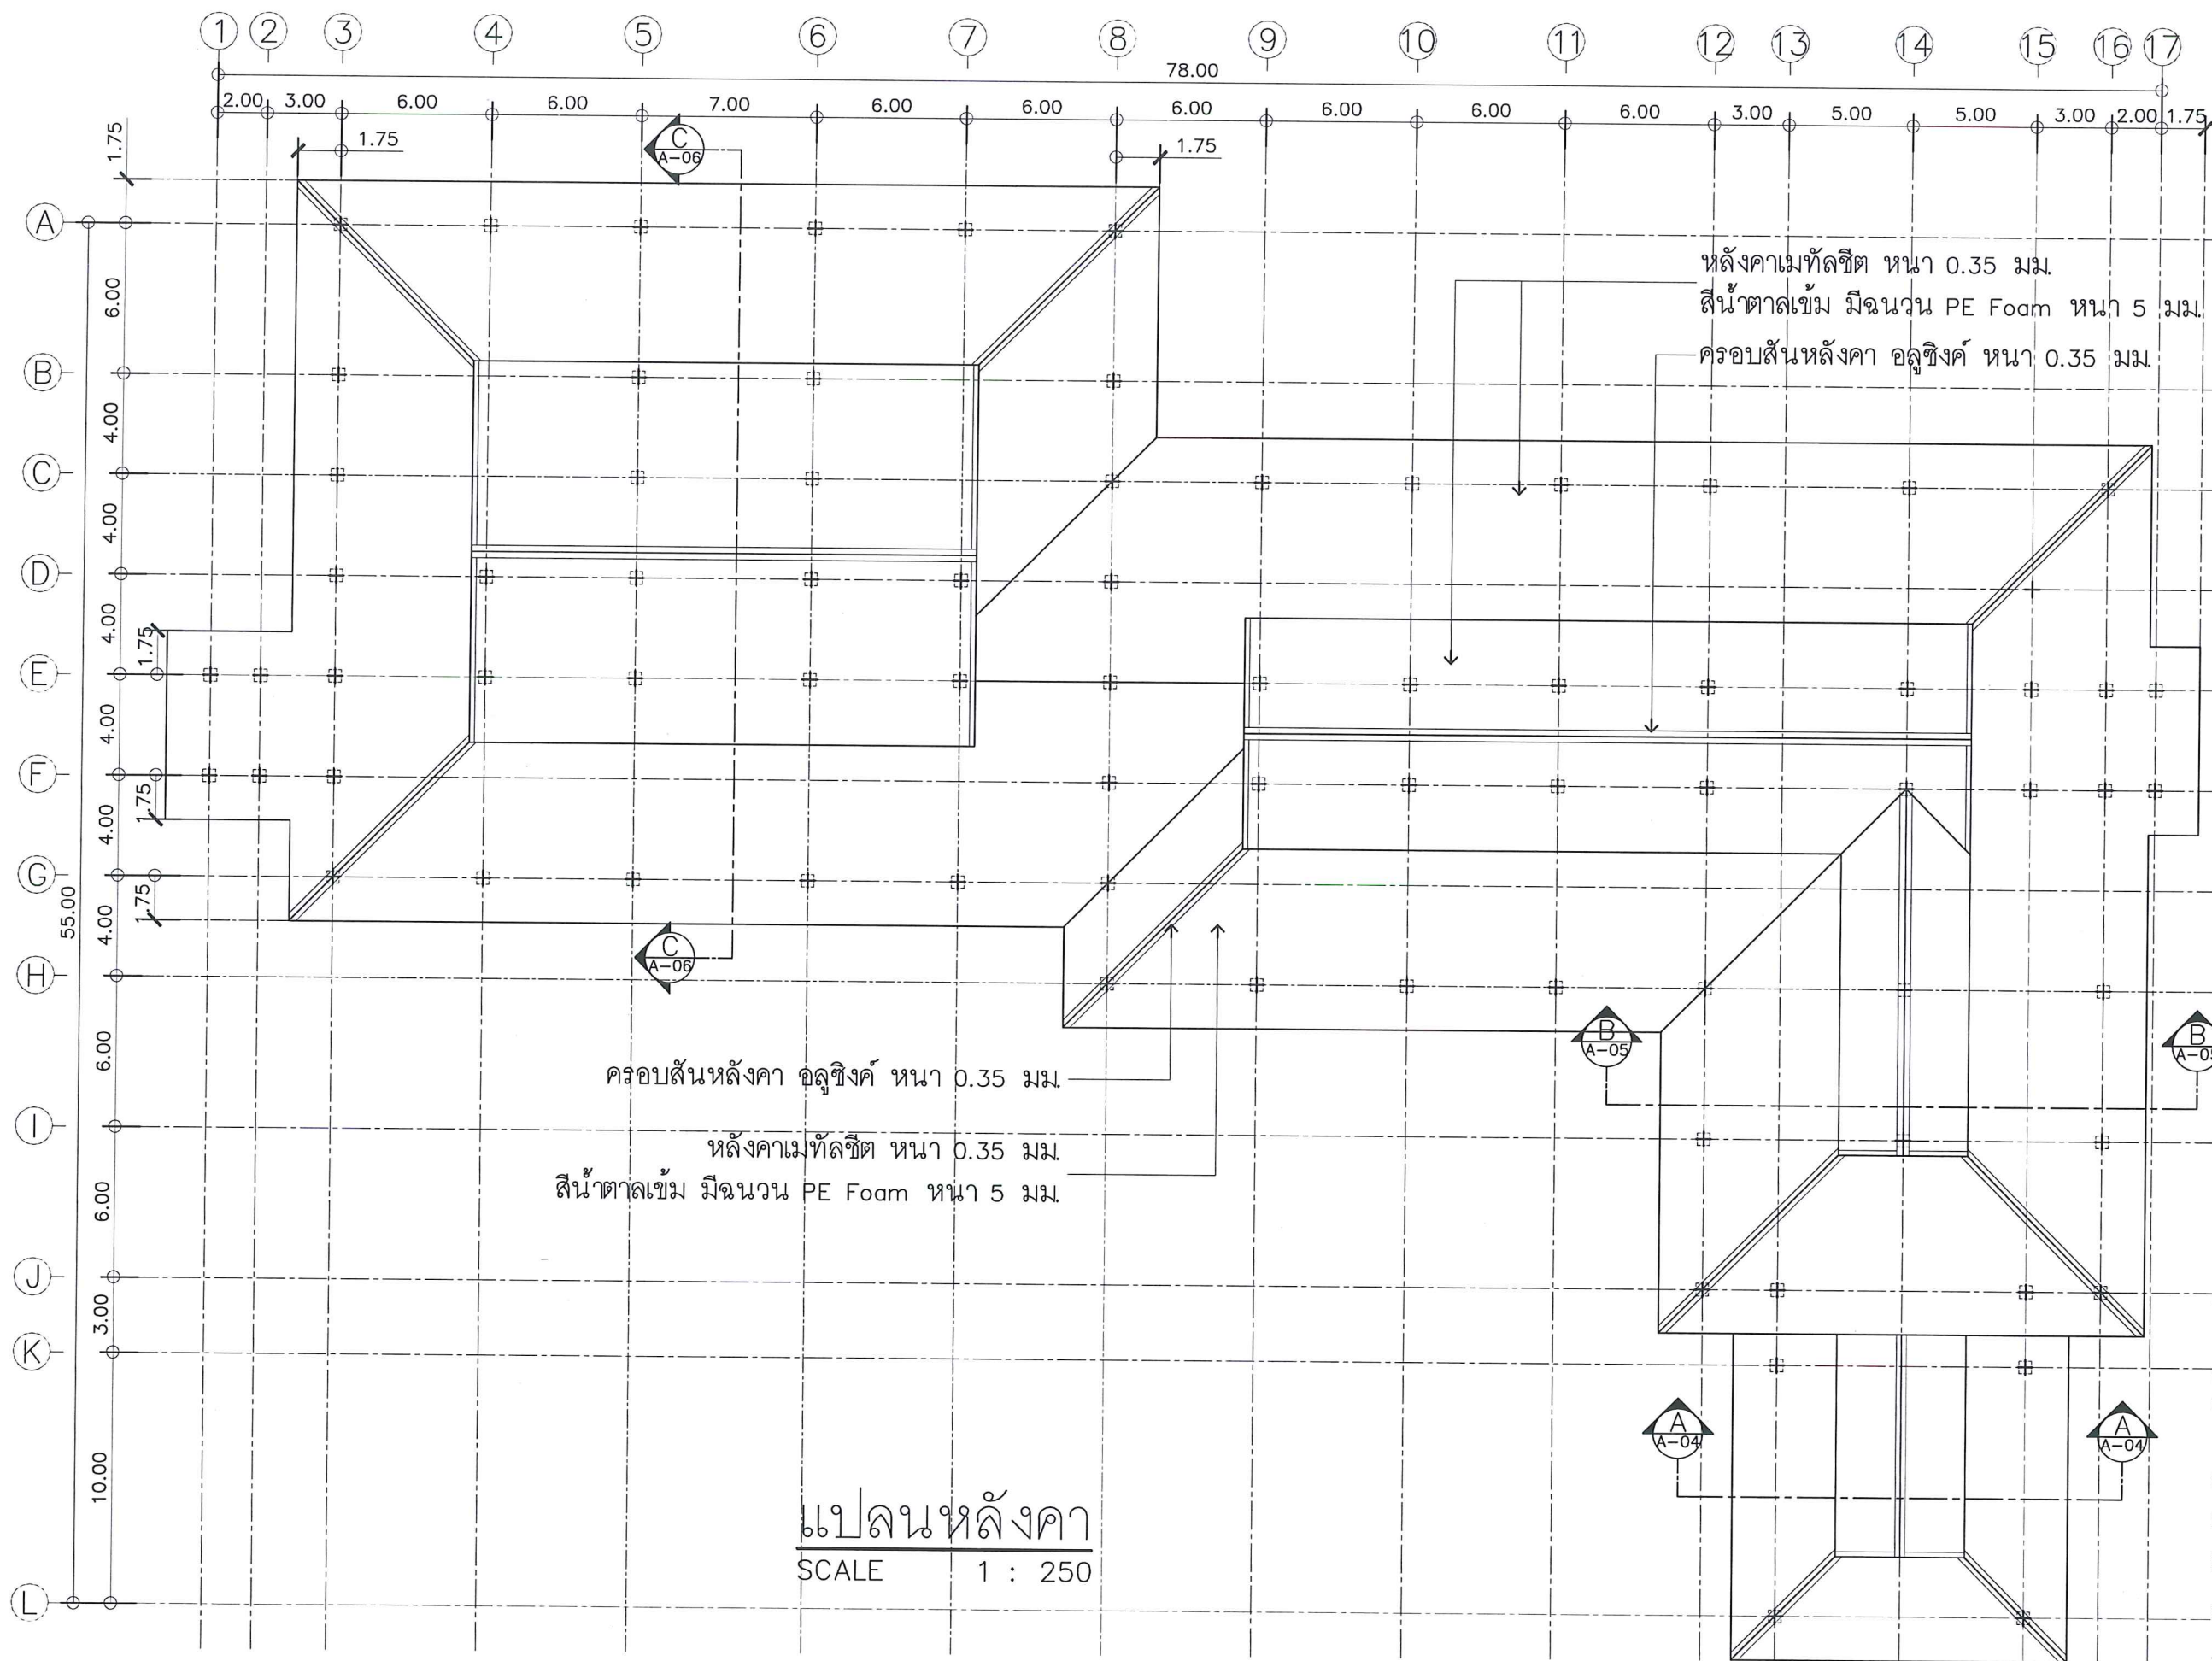 1 2 3 4 5 6 7 8 9 10 11 12 13 14 15 16 17
78.00
2.00 3.00 6.00 6.00 7.00 6.00 6.00 6.00 6.00 6.00 6.00 3.00 5.00 5.00 3.00 2.00 1.75
1.75
1.75
1.75
C
A-06
A
6.00
B
4.00
C
4.00
D
4.00
1.75
E
4.00
F
4.00
1.75
G
4.00
1.75
55.00
H
6.00
I
6.00
J
3.00
K
10.00
L
หลังคาเมทัลชีต หนา 0.35 มม.
สีน้ำตาลเข้ม มีฉนวน PE Foam หนา 5 มม.
ครอบสันหลังคา อลูซิงค์ หนา 0.35 มม.
C
A-06
B
A-05
B
A-05
ครอบสันหลังคา อลูซิงค์ หนา 0.35 มม.
หลังคาเมทัลชีต หนา 0.35 มม.
สีน้ำตาลเข้ม มีฉนวน PE Foam หนา 5 มม.
A
A-04
A
A-04
แปลนหลังคา
SCALE 1 : 250